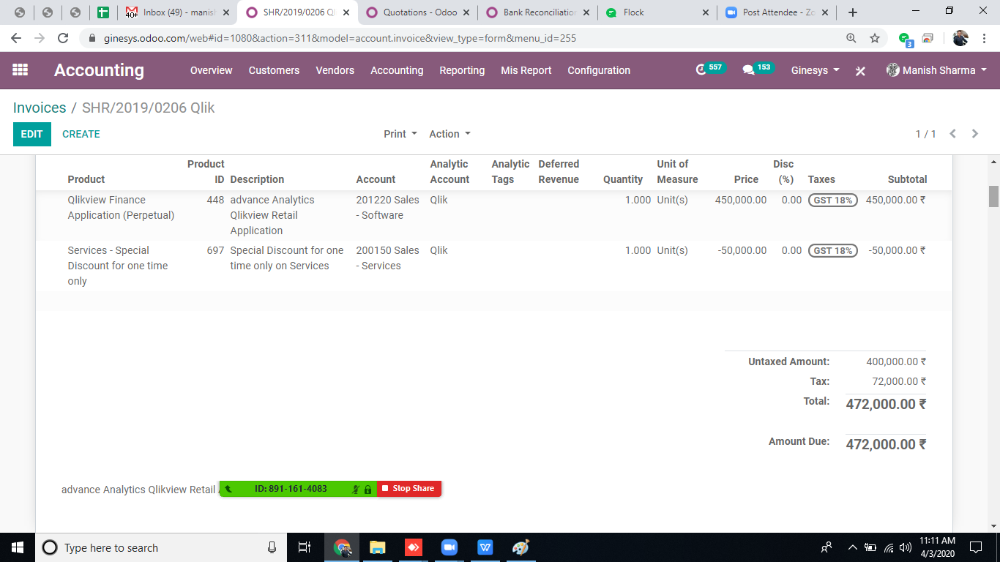 40+ Inbox (49) - manish
SHR/2019/0206 Q
Quotations - Odoo
Bank Reconciliation
Flock
Post Attendee - Zo
ginesys.odoo.com/web#id=1080&action=311&model=account.invoice&view_type=form&menu_id=255
3
Accounting Overview Customers Vendors Accounting Reporting Mis Report Configuration 557 153 Ginesys Manish Sharma
Invoices / SHR/2019/0206 Qlik
EDIT CREATE Print Action 1 / 1
Product Product ID Description Account Analytic Account Analytic Tags Deferred Revenue Quantity Unit of Measure Price Disc (%) Taxes Subtotal
Qlikview Finance 448 advance Analytics 201220 Sales Qlik 1.000 Unit(s) 450,000.00 0.00 GST 18% 450,000.00 ₹
Application (Perpetual) Qlikview Retail - Software
Application
Services - Special 697 Special Discount for one 200150 Sales Qlik 1.000 Unit(s) -50,000.00 0.00 GST 18% -50,000.00 ₹
Discount for one time time only on Services - Services
only
Untaxed Amount: 400,000.00 ₹
Tax: 72,000.00 ₹
Total: 472,000.00 ₹
Amount Due: 472,000.00 ₹
advance Analytics Qlikview Retail
ID: 891-161-4083 Stop Share
Type here to search
11:11 AM
4/3/2020